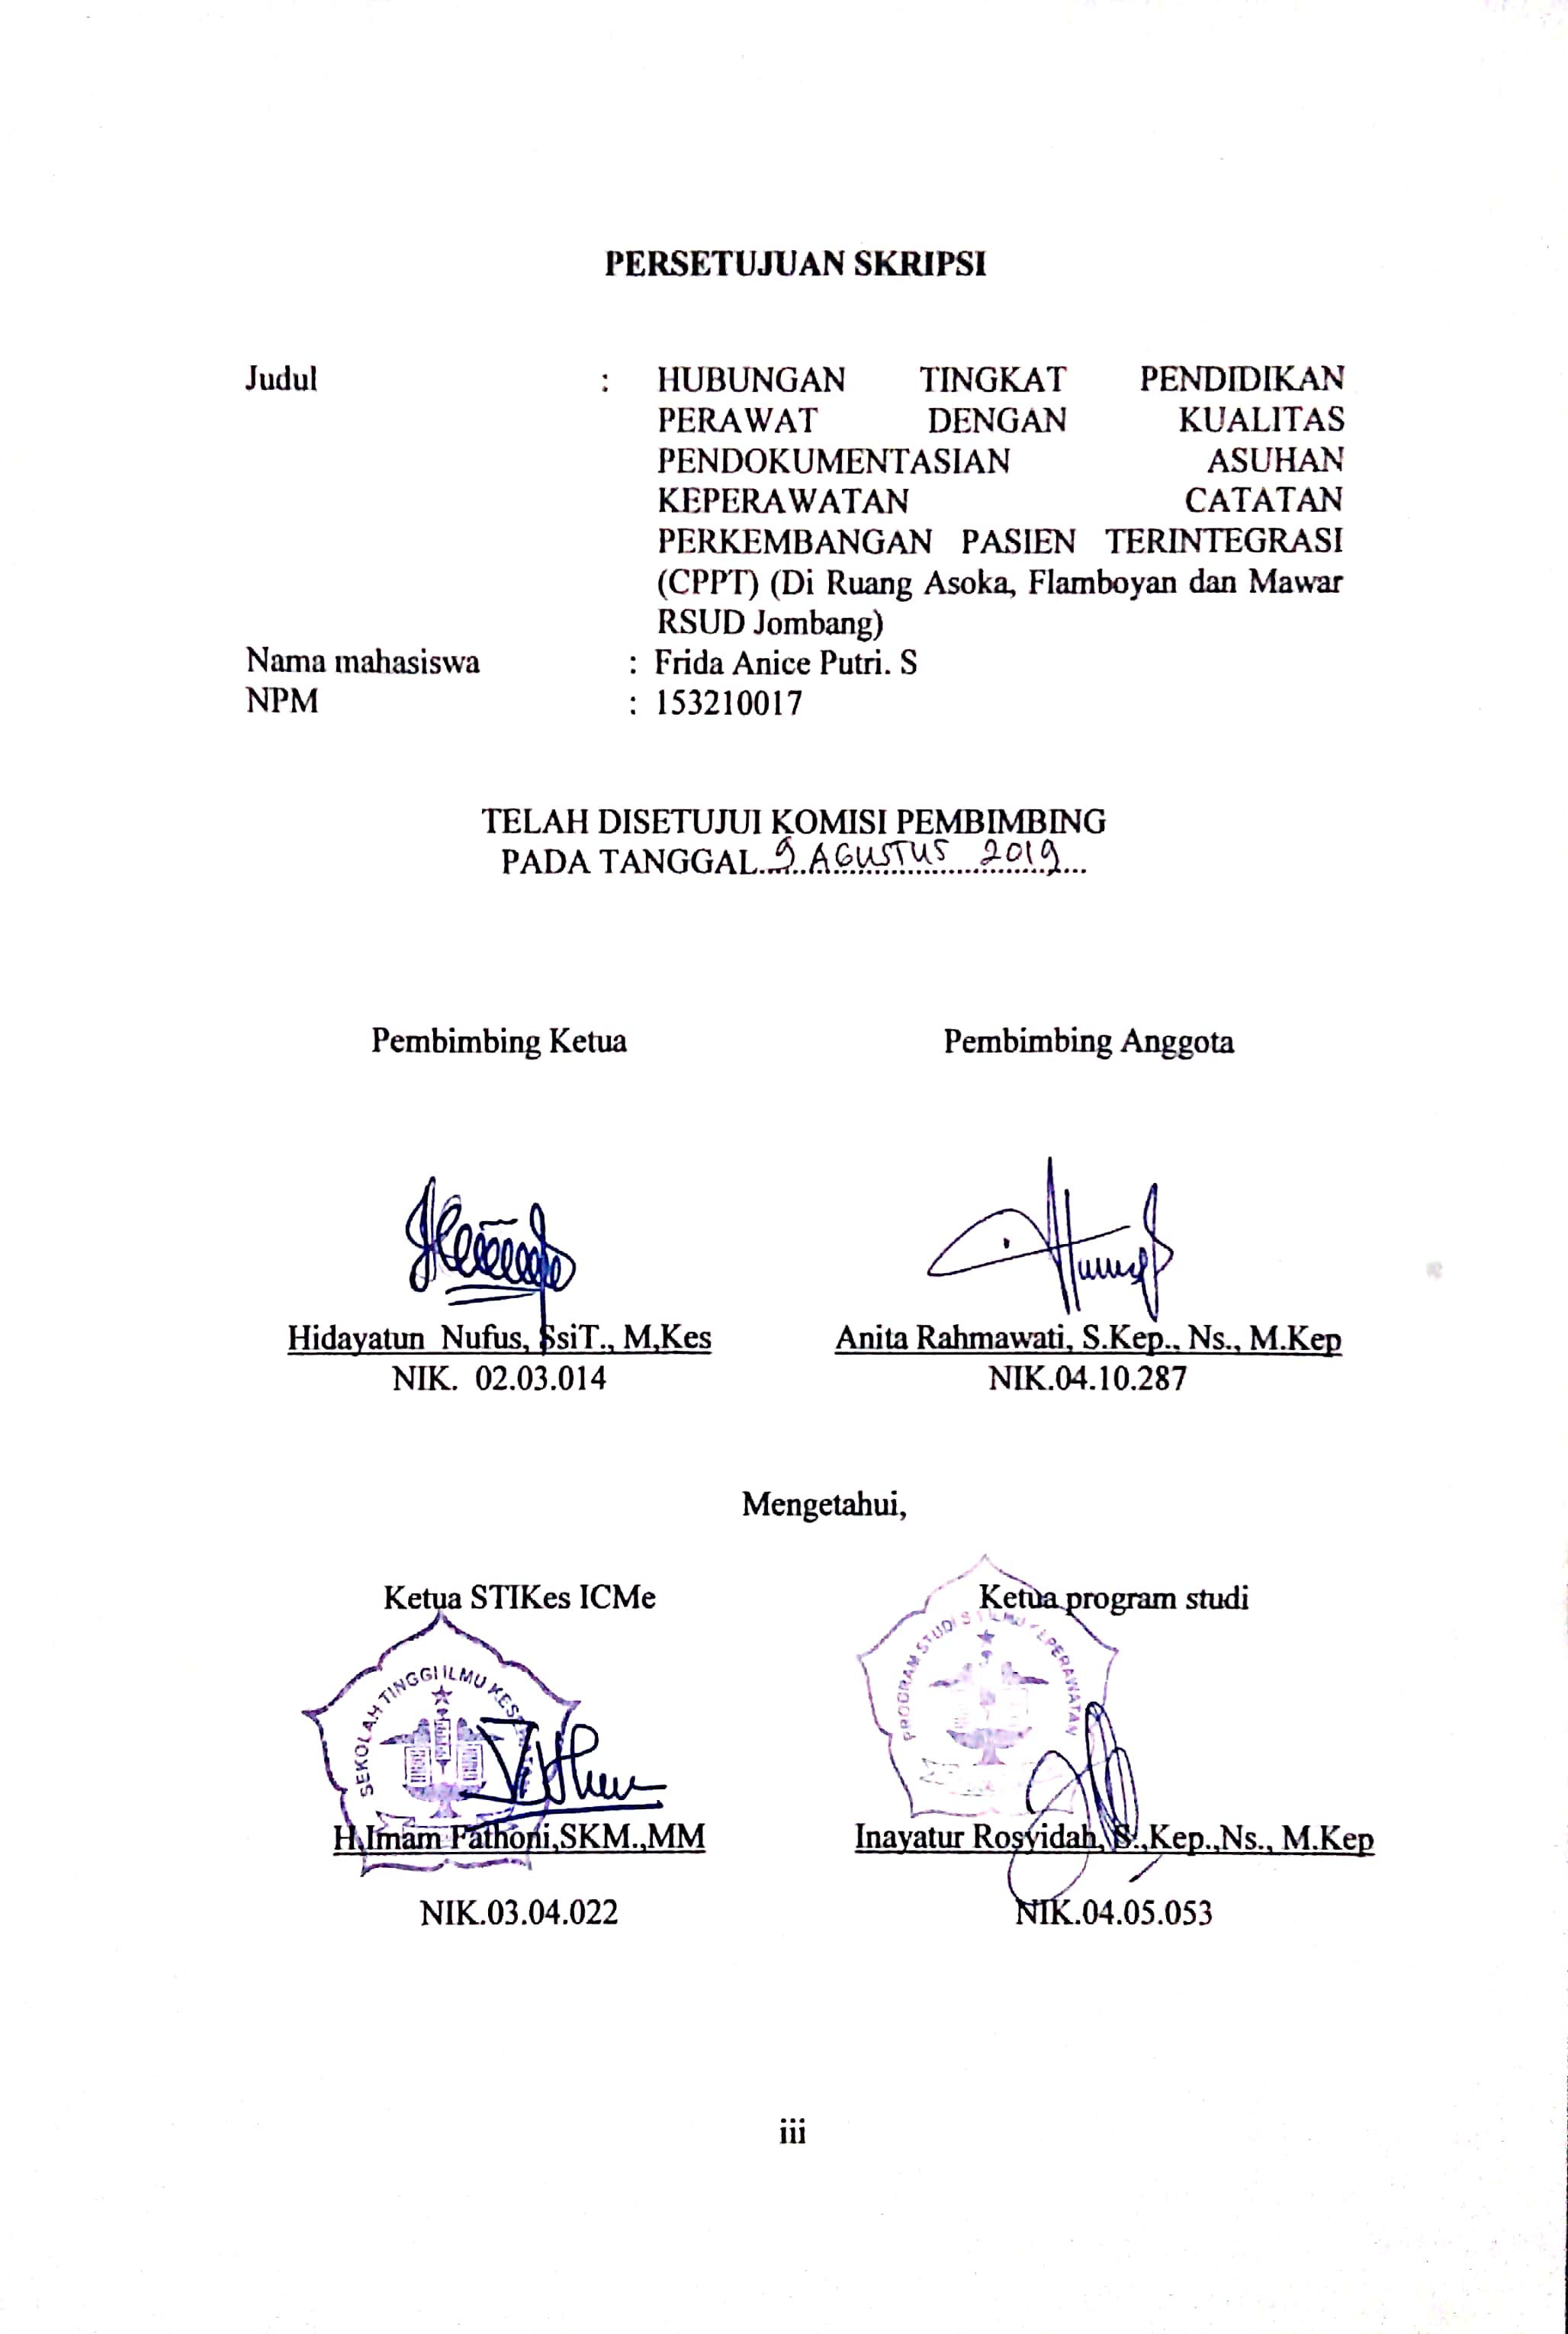 PERSETUJUAN SKRIPSI
Judul : HUBUNGAN TINGKAT PENDIDIKAN
PERAWAT DENGAN KUALITAS
PENDOKUMENTASIAN ASUHAN
KEPERAWATAN CATATAN
PERKEMBANGAN PASIEN TERINTEGRASI
(CPPT) (Di Ruang Asoka, Flamboyan dan Mawar
RSUD Jombang)
Nama mahasiswa : Frida Anice Putri. S
NPM : 153210017
TELAH DISETUJUI KOMISI PEMBIMBING
PADA TANGGAL 9 AGUSTUS 2019
Pembimbing Ketua Pembimbing Anggota
Hidayatun Nufus, SsiT., M,Kes Anita Rahmawati, S.Kep., Ns., M.Kep
NIK. 02.03.014 NIK.04.10.287
Mengetahui,
Ketua STIKes ICMe Ketua program studi
SEKOLAH TINGGI ILMU PROGRAM STUDI S1 ILMU KEPERAWATAN
H.Imam Fathoni,SKM.,MM Inayatur Rosyidah, S.,Kep.,Ns., M.Kep
NIK.03.04.022 NIK.04.05.053
iii